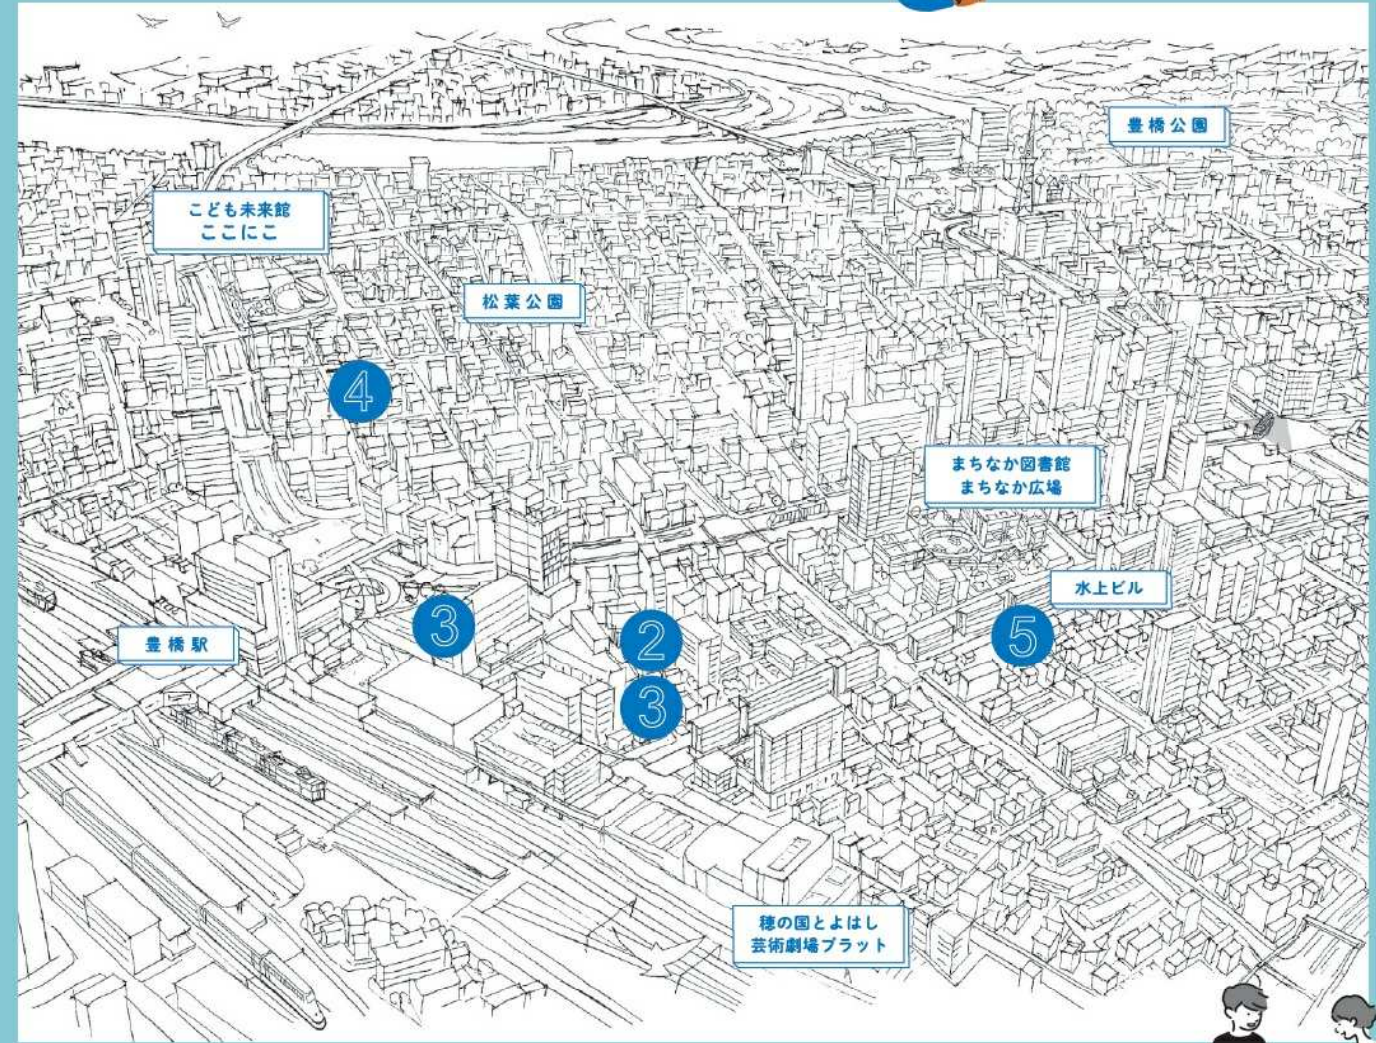 豊橋公園
こども未来館
ここにこ
松葉公園
4
まちなか図書館
まちなか広場
水上ビル
3
2
5
豊橋駅
3
穂の国とよはし
芸術劇場プラット